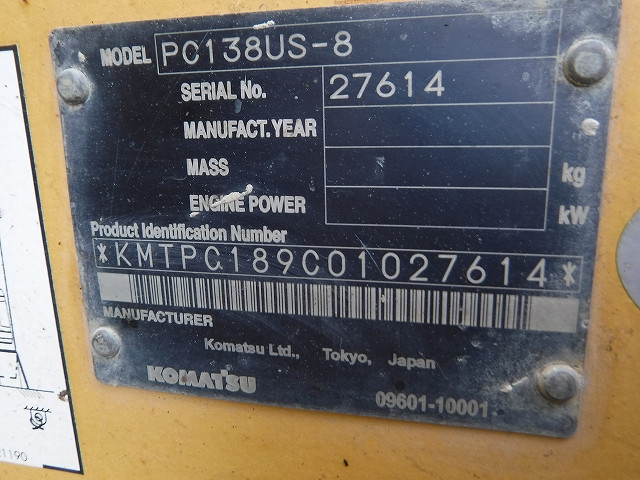 MODEL PC138US-8
SERIAL No. 27614
MANUFACT. YEAR
MASS kg
ENGINE POWER kW
Product Identification Number
*KMTPC189C01027614*
MANUFACTURER
Komatsu Ltd., Tokyo, Japan
KOMATSU
09601-10001
1190